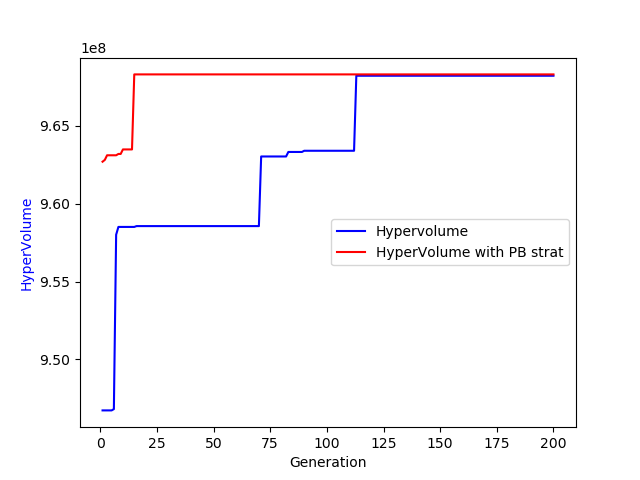 1e8
9.65
9.60
9.55
9.50
HyperVolume
Hypervolume
HyperVolume with PB strat
0 25 50 75 100 125 150 175 200
Generation